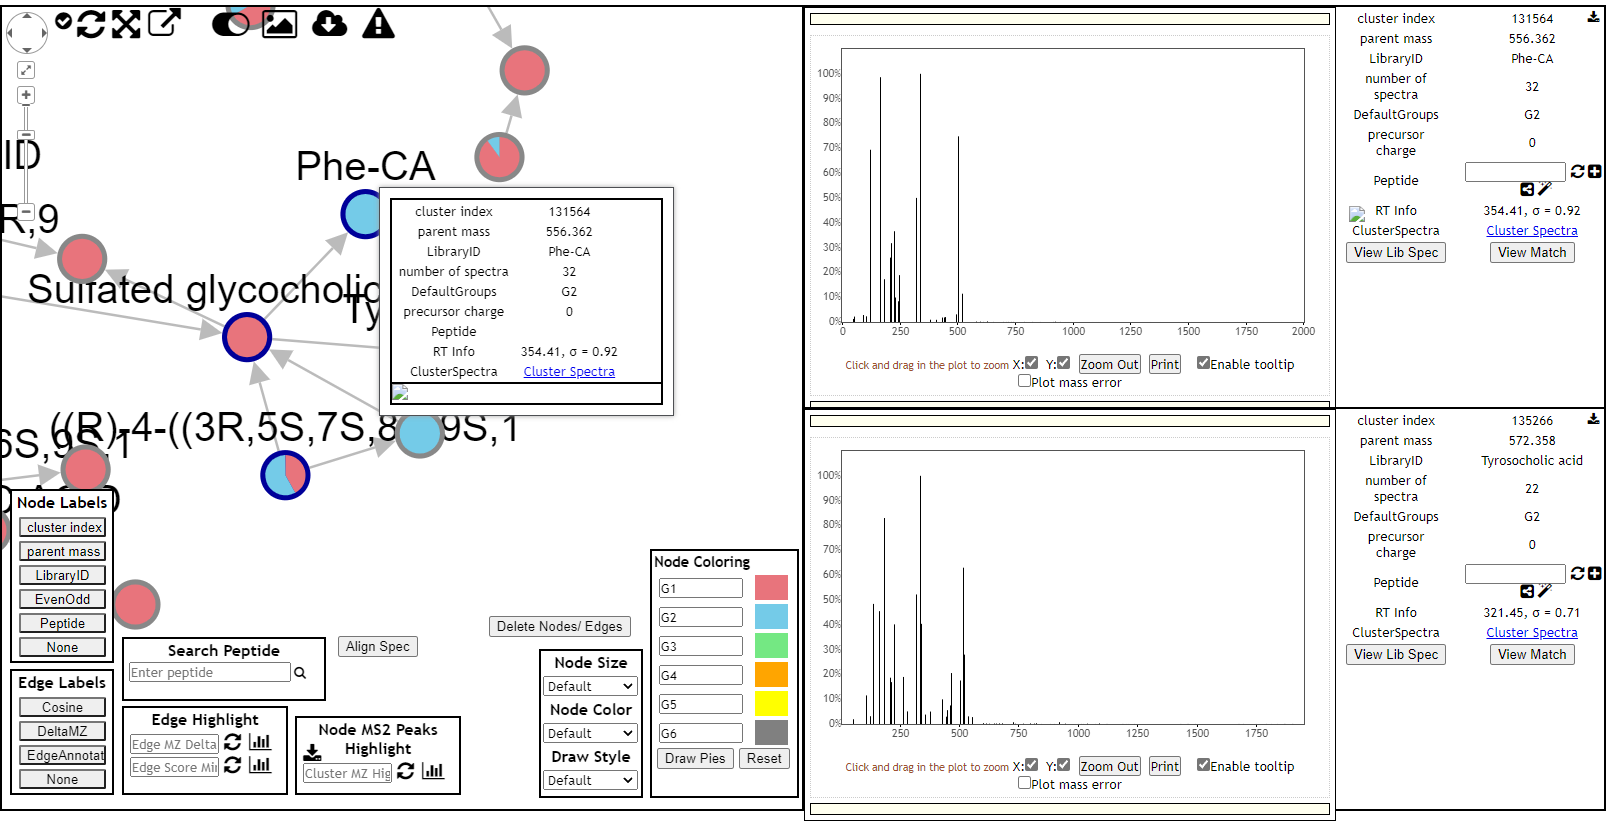 ID
Phe-CA
R,9
Sulfated glycocholic
Ty
((R)-4-((3R,5S,7S,8 9S,1
6S,9S,1
D
cluster index 131564
parent mass 556.362
LibraryID Phe-CA
number of spectra 32
DefaultGroups G2
precursor charge 0
Peptide
RT Info 354.41, σ = 0.92
ClusterSpectra Cluster Spectra
Node Labels
cluster index
parent mass
LibraryID
EvenOdd
Peptide
None
Edge Labels
Cosine
DeltaMZ
EdgeAnnotat
None
Search Peptide
Enter peptide
Align Spec
Edge Highlight
Edge MZ Delta
Edge Score Mi
Node MS2 Peaks
Highlight
Cluster MZ Hig
Delete Nodes/ Edges
Node Size
Default
Node Color
Default
Draw Style
Default
Node Coloring
G1
G2
G3
G4
G5
G6
Draw Pies Reset
100%
90%
80%
70%
60%
50%
40%
30%
20%
10%
0%
0 250 500 750 1000 1250 1500 1750 2000
Click and drag in the plot to zoom X: Y: Zoom Out Print Enable tooltip
Plot mass error
cluster index 131564
parent mass 556.362
LibraryID Phe-CA
number of
spectra 32
DefaultGroups G2
precursor
charge 0
Peptide
RT Info 354.41, σ = 0.92
ClusterSpectra Cluster Spectra
View Lib Spec View Match
100%
90%
80%
70%
60%
50%
40%
30%
20%
10%
0%
250 500 750 1000 1250 1500 1750
Click and drag in the plot to zoom X: Y: Zoom Out Print Enable tooltip
Plot mass error
cluster index 135266
parent mass 572.358
LibraryID Tyrosocholic acid
number of
spectra 22
DefaultGroups G2
precursor
charge 0
Peptide
RT Info 321.45, σ = 0.71
ClusterSpectra Cluster Spectra
View Lib Spec View Match